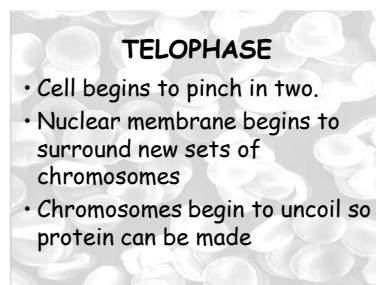 TELOPHASE
• Cell begins to pinch in two.
• Nuclear membrane begins to
surround new sets of
chromosomes
• Chromosomes begin to uncoil so
protein can be made